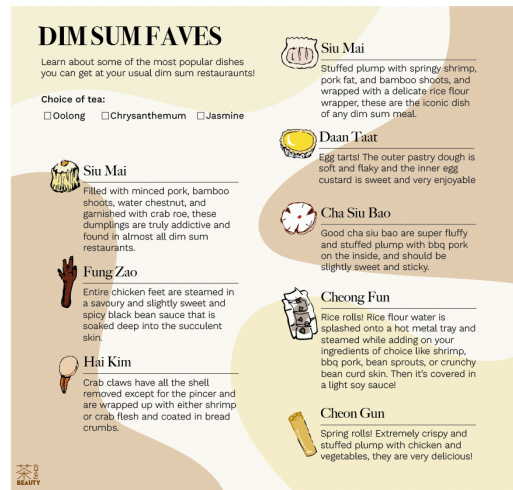 DIM SUM FAVES
Learn about some of the most popular dishes
you can get at your usual dim sum restauraunts!
Choice of tea:
Oolong Chrysanthemum Jasmine
Siu Mai
Filled with minced pork, bamboo
shoots, water chestnut, and
garnished with crab roe, these
dumplings are truly addictive and
found in almost all dim sum
restaurants.
Fung Zao
Entire chicken feet are steamed in
a savoury and slightly sweet and
spicy black bean sauce that is
soaked deep into the succulent
skin.
Hai Kim
Crab claws have all the shell
removed except for the pincer and
are wrapped up with either shrimp
or crab flesh and coated in bread
crumbs.
Siu Mai
Stuffed plump with springy shrimp,
pork fat, and bamboo shoots, and
wrapped with a delicate rice flour
wrapper, these are the iconic dish
of any dim sum meal.
Daan Taat
Egg tarts! The outer pastry dough is
soft and flaky and the inner egg
custard is sweet and very enjoyable
Cha Siu Bao
Good cha siu bao are super fluffy
and stuffed plump with bbq pork
on the inside, and should be
slightly sweet and sticky.
Cheong Fun
Rice rolls! Rice flour water is
splashed onto a hot metal tray and
steamed while adding on your
ingredients of choice like shrimp,
bbq pork, bean sprouts, or crunchy
bean curd skin. Then it's covered in
a light soy sauce!
Cheon Gun
Spring rolls! Extremely crispy and
stuffed plump with chicken and
vegetables, they are very delicious!
茶
BEAUTY